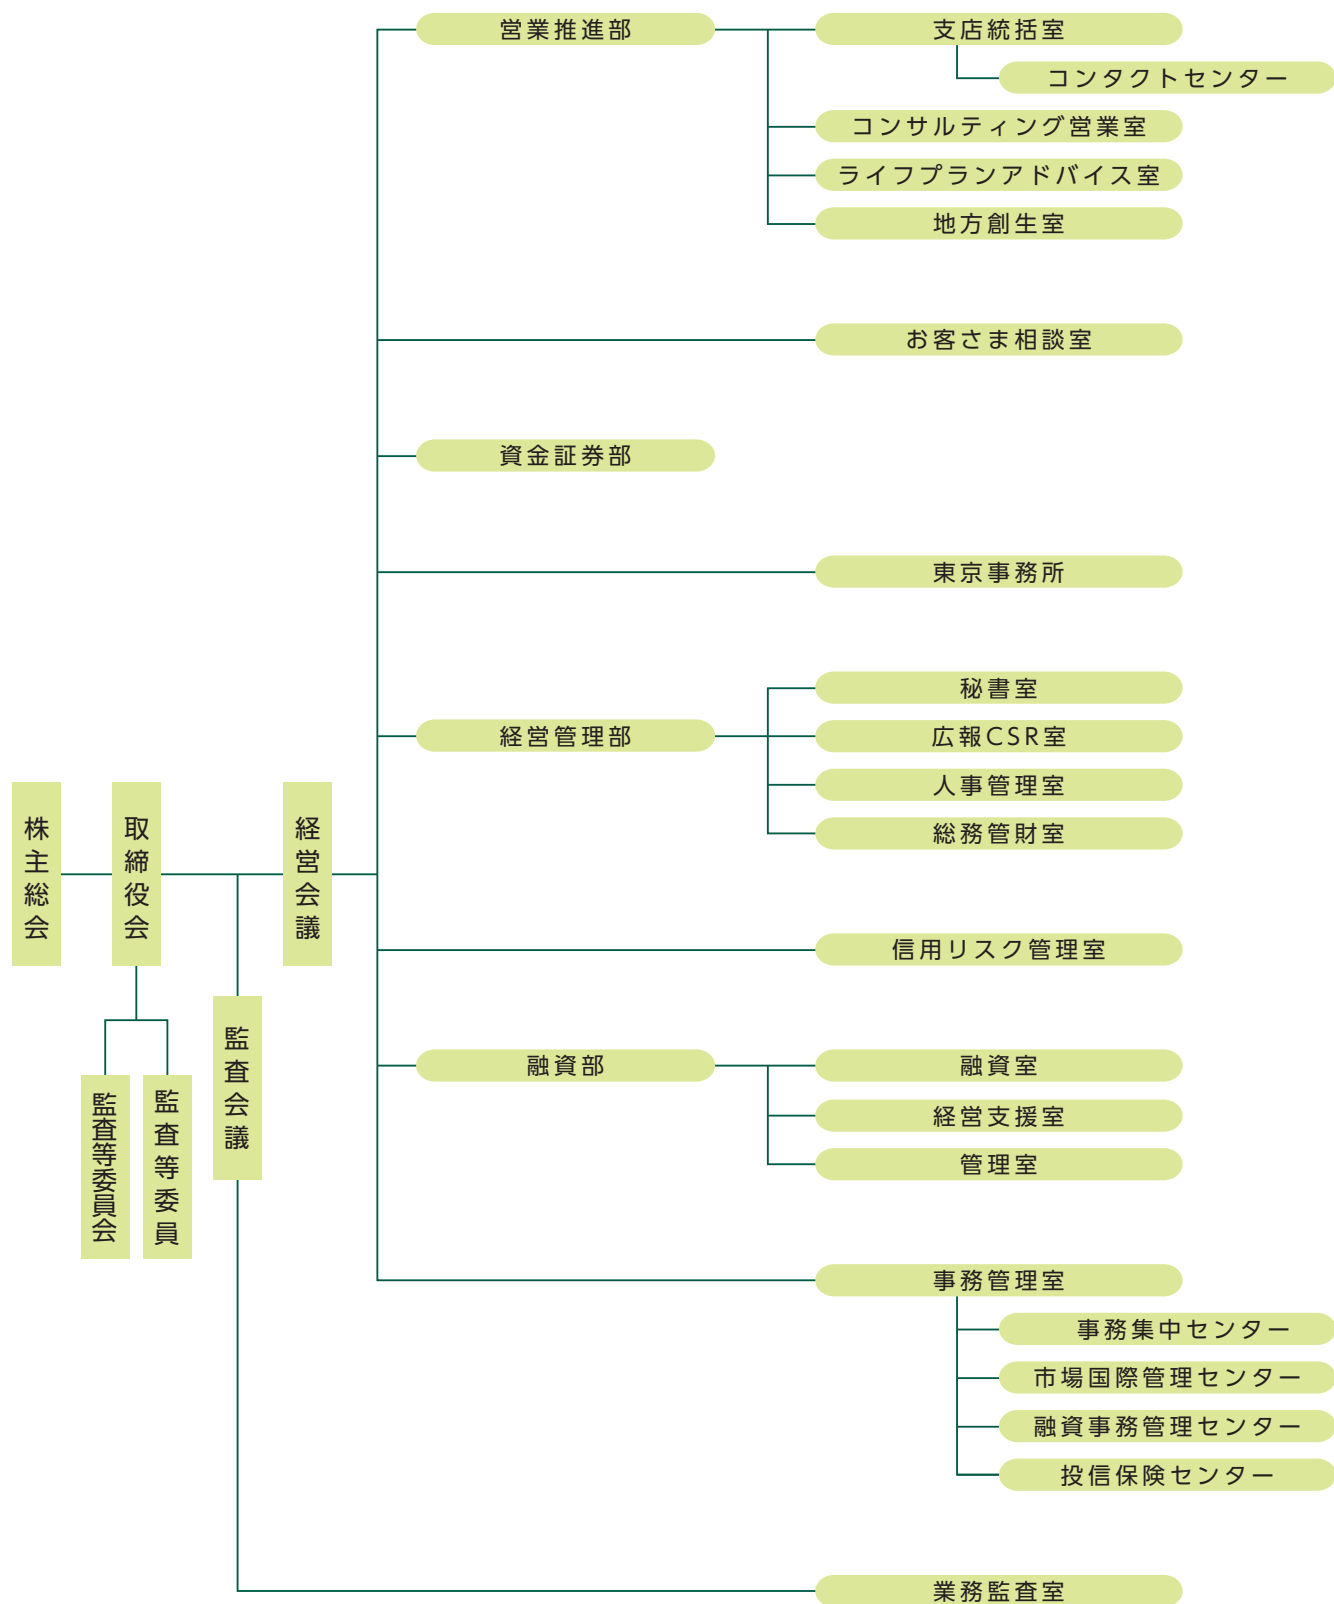 株主総会
取締役会
監査等委員会
監査等委員
監査会議
経営会議
営業推進部
支店統括室
コンタクトセンター
コンサルティング営業室
ライフプランアドバイス室
地方創生室
お客さま相談室
資金証券部
東京事務所
経営管理部
秘書室
広報CSR室
人事管理室
総務管財室
信用リスク管理室
融資部
融資室
経営支援室
管理室
事務管理室
事務集中センター
市場国際管理センター
融資事務管理センター
投信保険センター
業務監査室